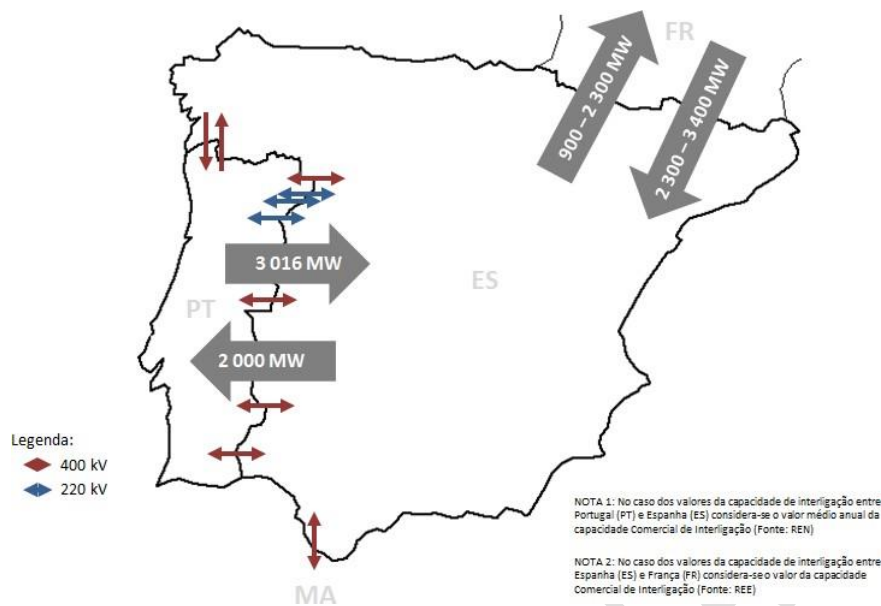 FR
900 – 2 300 MW
2 300 – 3 400 MW
3 016 MW
ES
PT
2 000 MW
Legenda:
400 kV
220 kV
MA
NOTA 1: No caso dos valores da capacidade de interligação entre
Portugal (PT) e Espanha (ES) considera-se o valor médio anual da
capacidade Comercial de Interligação (Fonte: REN)
NOTA 2: No caso dos valores da capacidade de interligação entre
Espanha (ES) e França (FR) considera-se o valor da capacidade
Comercial de Interligação (Fonte: REE)